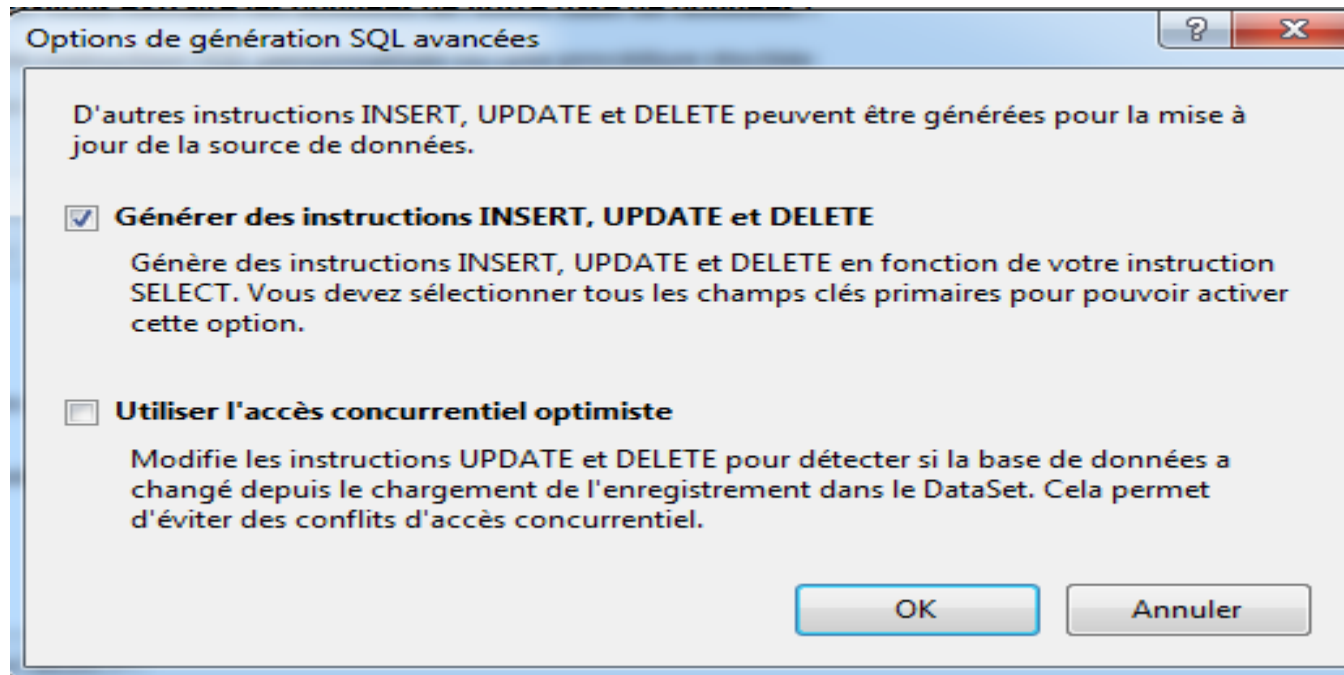 Options de génération SQL avancées
D'autres instructions INSERT, UPDATE et DELETE peuvent être générées pour la mise à
jour de la source de données.
Générer des instructions INSERT, UPDATE et DELETE
Génère des instructions INSERT, UPDATE et DELETE en fonction de votre instruction
SELECT. Vous devez sélectionner tous les champs clés primaires pour pouvoir activer
cette option.
Utiliser l'accès concurrentiel optimiste
Modifie les instructions UPDATE et DELETE pour détecter si la base de données a
changé depuis le chargement de l'enregistrement dans le DataSet. Cela permet
d'éviter des conflits d'accès concurrentiel.
OK Annuler